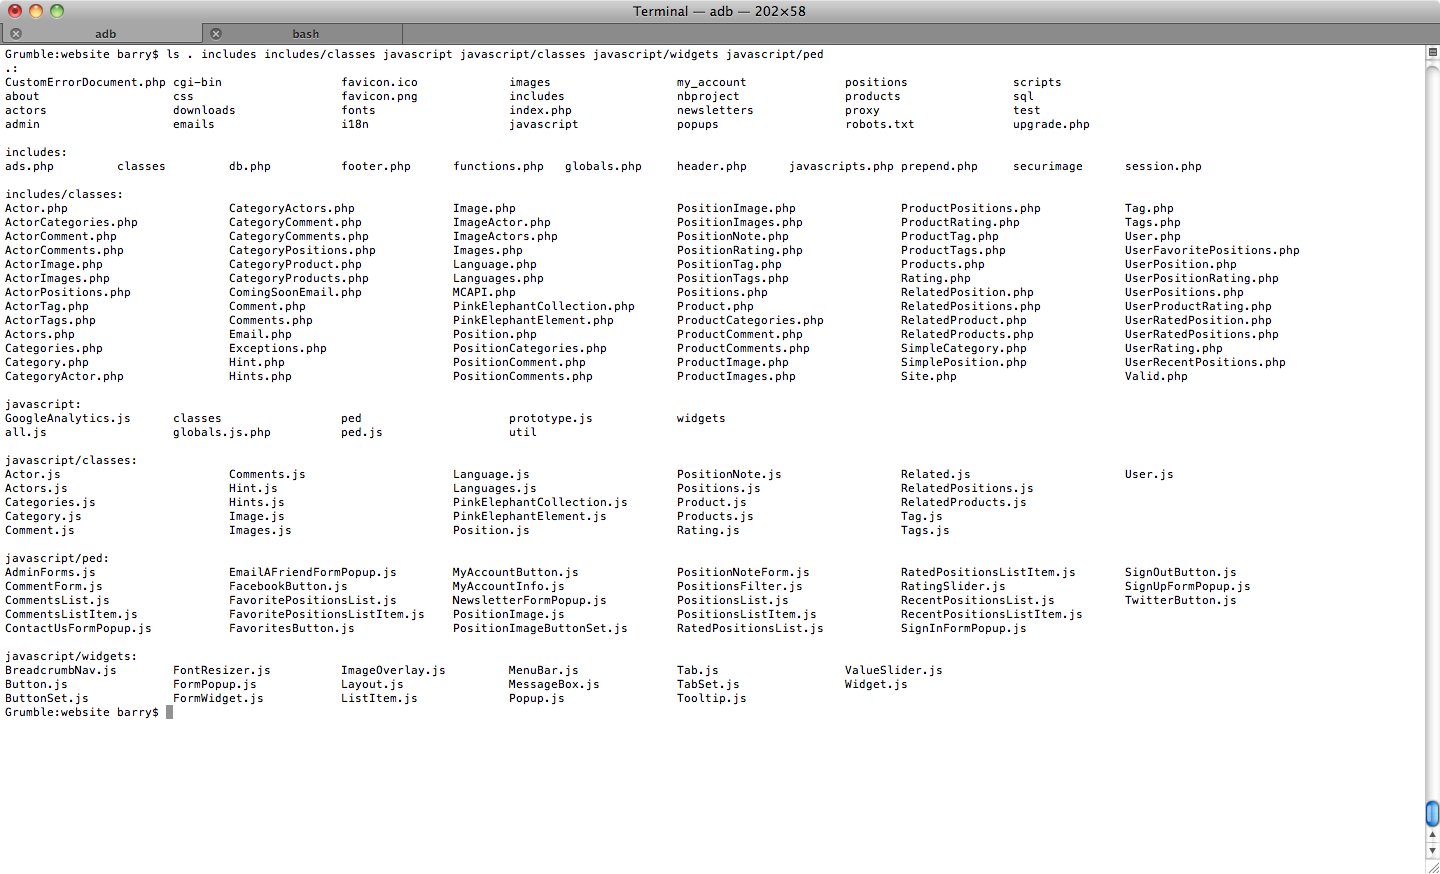 Terminal — adb — 202×58
adb bash
Grumble:website barry$ ls . includes includes/classes javascript javascript/classes javascript/widgets javascript/ped
.:
CustomErrorDocument.php cgi-bin favicon.ico images my_account positions scripts
about css favicon.png includes nbproject products sql
actors downloads fonts index.php newsletters proxy test
admin emails i18n javascript popups robots.txt upgrade.php
includes:
ads.php classes db.php footer.php functions.php globals.php header.php javascripts.php prepend.php securimage session.php
includes/classes:
Actor.php CategoryActors.php Image.php PositionImage.php ProductPositions.php Tag.php
ActorCategories.php CategoryComment.php ImageActor.php PositionImages.php ProductRating.php Tags.php
ActorComment.php CategoryComments.php ImageActors.php PositionNote.php ProductTag.php User.php
ActorComments.php CategoryPositions.php Images.php PositionRating.php ProductTags.php UserFavoritePositions.php
ActorImage.php CategoryProduct.php Language.php PositionTag.php Products.php UserPosition.php
ActorImages.php CategoryProducts.php Languages.php PositionTags.php Rating.php UserPositionRating.php
ActorPositions.php ComingSoonEmail.php MCAPI.php Positions.php RelatedPosition.php UserPositions.php
ActorTag.php Comment.php PinkElephantCollection.php Product.php RelatedPositions.php UserProductRating.php
ActorTags.php Comments.php PinkElephantElement.php ProductCategories.php RelatedProduct.php UserRatedPosition.php
Actors.php Email.php Position.php ProductComment.php RelatedProducts.php UserRatedPositions.php
Categories.php Exceptions.php PositionCategories.php ProductComments.php SimpleCategory.php UserRating.php
Category.php Hint.php PositionComment.php ProductImage.php SimplePosition.php UserRecentPositions.php
CategoryActor.php Hints.php PositionComments.php ProductImages.php Site.php Valid.php
javascript:
GoogleAnalytics.js classes ped prototype.js widgets
all.js globals.js.php ped.js util
javascript/classes:
Actor.js Comments.js Language.js PositionNote.js Related.js User.js
Actors.js Hint.js Languages.js Positions.js RelatedPositions.js
Categories.js Hints.js PinkElephantCollection.js Product.js RelatedProducts.js
Category.js Image.js PinkElephantElement.js Products.js Tag.js
Comment.js Images.js Position.js Rating.js Tags.js
javascript/ped:
AdminForms.js EmailAFriendFormPopup.js MyAccountButton.js PositionNoteForm.js RatedPositionsListItem.js SignOutButton.js
CommentForm.js FacebookButton.js MyAccountInfo.js PositionsFilter.js RatingSlider.js SignUpFormPopup.js
CommentsList.js FavoritePositionsList.js NewsletterFormPopup.js PositionsList.js RecentPositionsList.js TwitterButton.js
CommentsListItem.js FavoritePositionsListItem.js PositionImage.js PositionsListItem.js RecentPositionsListItem.js
ContactUsFormPopup.js FavoritesButton.js PositionImageButtonSet.js RatedPositionsList.js SignInFormPopup.js
javascript/widgets:
BreadcrumbNav.js FontResizer.js ImageOverlay.js MenuBar.js Tab.js ValueSlider.js
Button.js FormPopup.js Layout.js MessageBox.js TabSet.js Widget.js
ButtonSet.js FormWidget.js ListItem.js Popup.js Tooltip.js
Grumble:website barry$